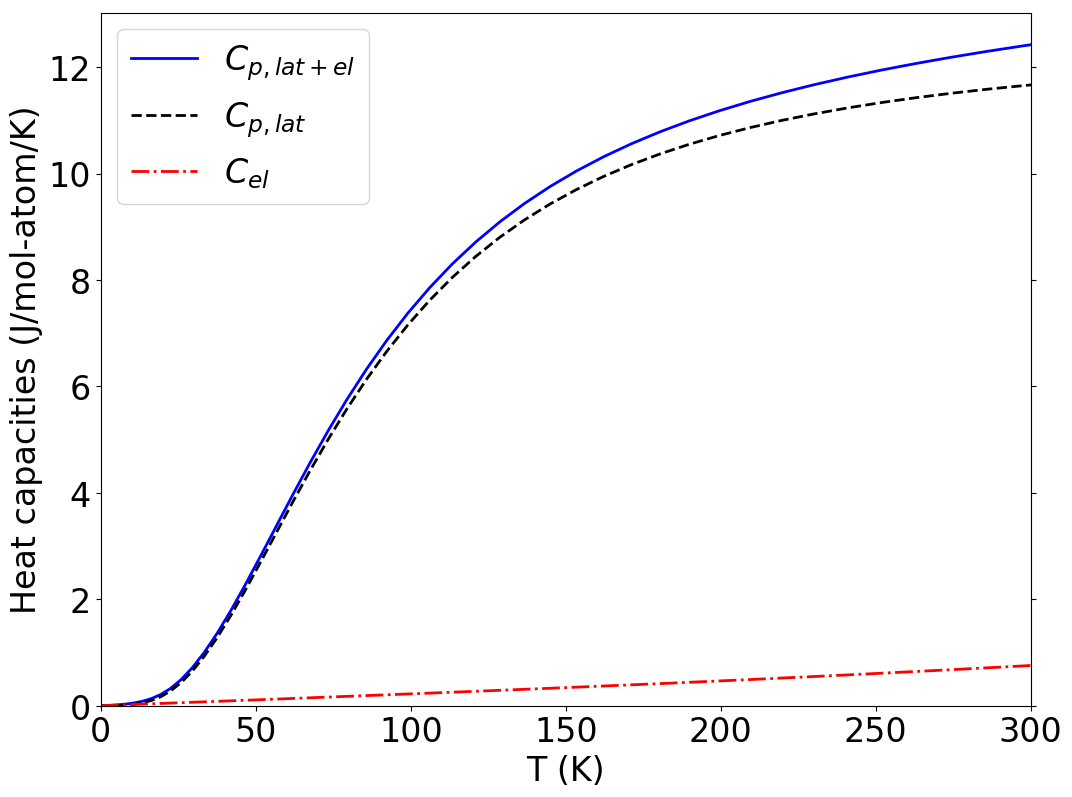 Heat capacities (J/mol-atom/K)
12
10
8
6
4
2
0
C_{p, lat+el}
C_{p, lat}
C_{el}
0 50 100 150 200 250 300
T (K)